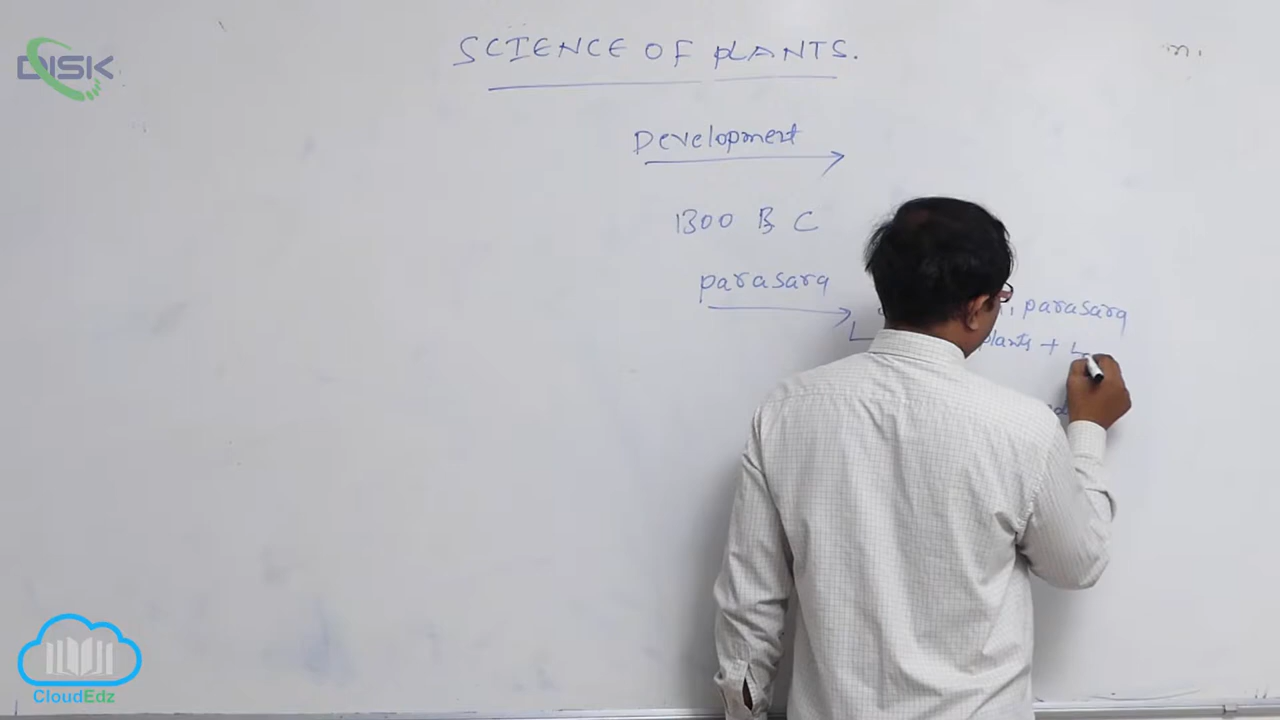 SCIENCE OF PLANTS.
DISK
Development
1300 B C
parasara
parasara
plants +
CloudEdz